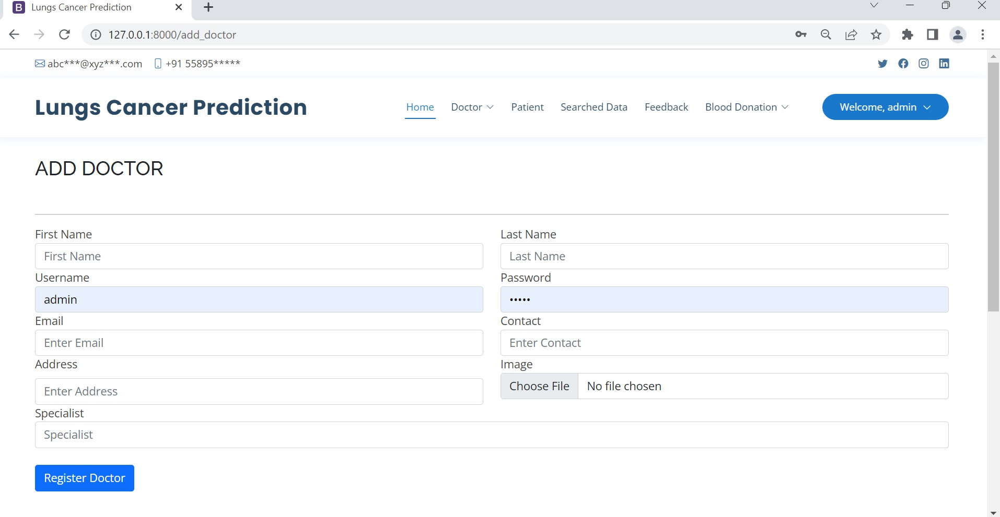 B Lungs Cancer Prediction
127.0.0.1:8000/add_doctor
abc***@xyz***.com +91 55895*****
Lungs Cancer Prediction Home Doctor Patient Searched Data Feedback Blood Donation Welcome, admin
ADD DOCTOR
First Name Last Name
First Name Last Name
Username Password
admin •••••
Email Contact
Enter Email Enter Contact
Address Image
Enter Address Choose File No file chosen
Specialist
Specialist
Register Doctor